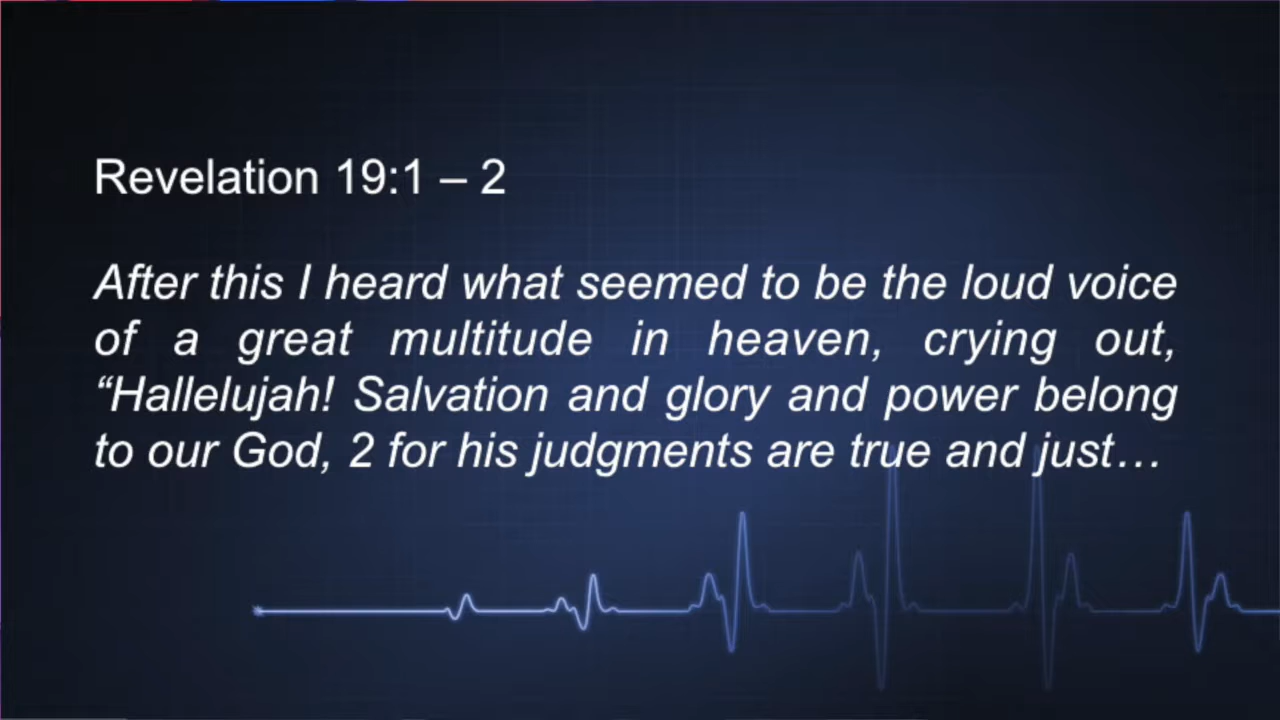 Revelation 19:1 – 2
After this I heard what seemed to be the loud voice
of a great multitude in heaven, crying out,
“Hallelujah! Salvation and glory and power belong
to our God, 2 for his judgments are true and just…